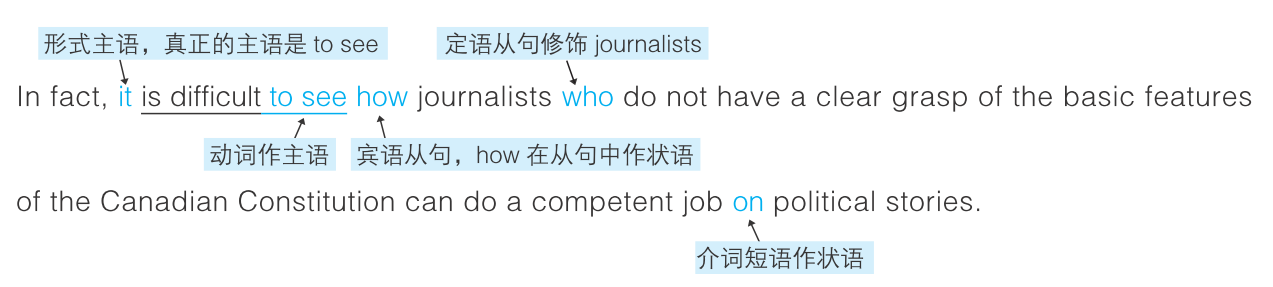 形式主语，真正的主语是 to see 定语从句修饰 journalists
In fact, it is difficult to see how journalists who do not have a clear grasp of the basic features
动词作主语 宾语从句，how 在从句中作状语
of the Canadian Constitution can do a competent job on political stories.
介词短语作状语